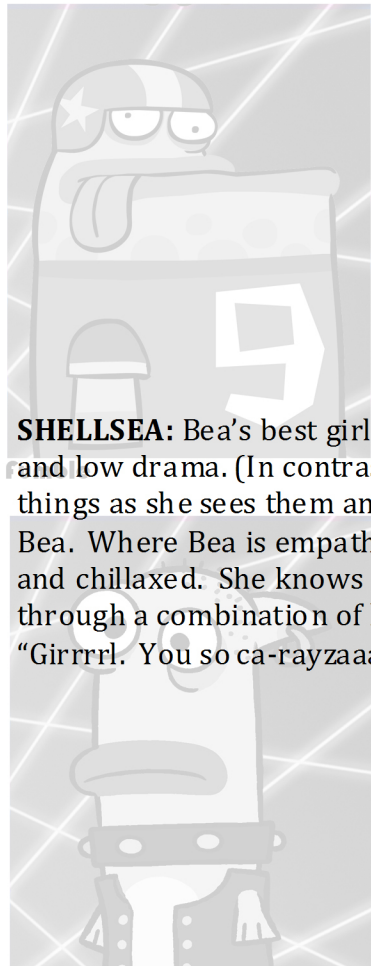 9
SHELLSEA: Bea's best girl
and low drama. (In contra
things as she sees them an
Bea. Where Bea is empath
and chillaxed. She knows
through a combination of
"Girrrrl. You so ca-rayzaaa